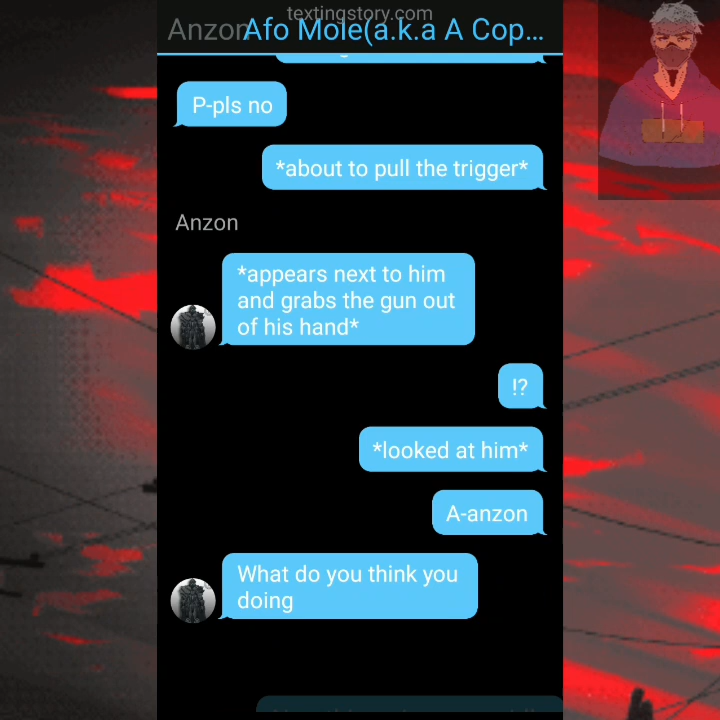 textingstory.com
Anzon
Afo Mole(a.k.a A Cop...
P-pls no
*about to pull the trigger*
Anzon
*appears next to him
and grabs the gun out
of his hand*
!?
*looked at him*
A-anzon
What do you think you
doing